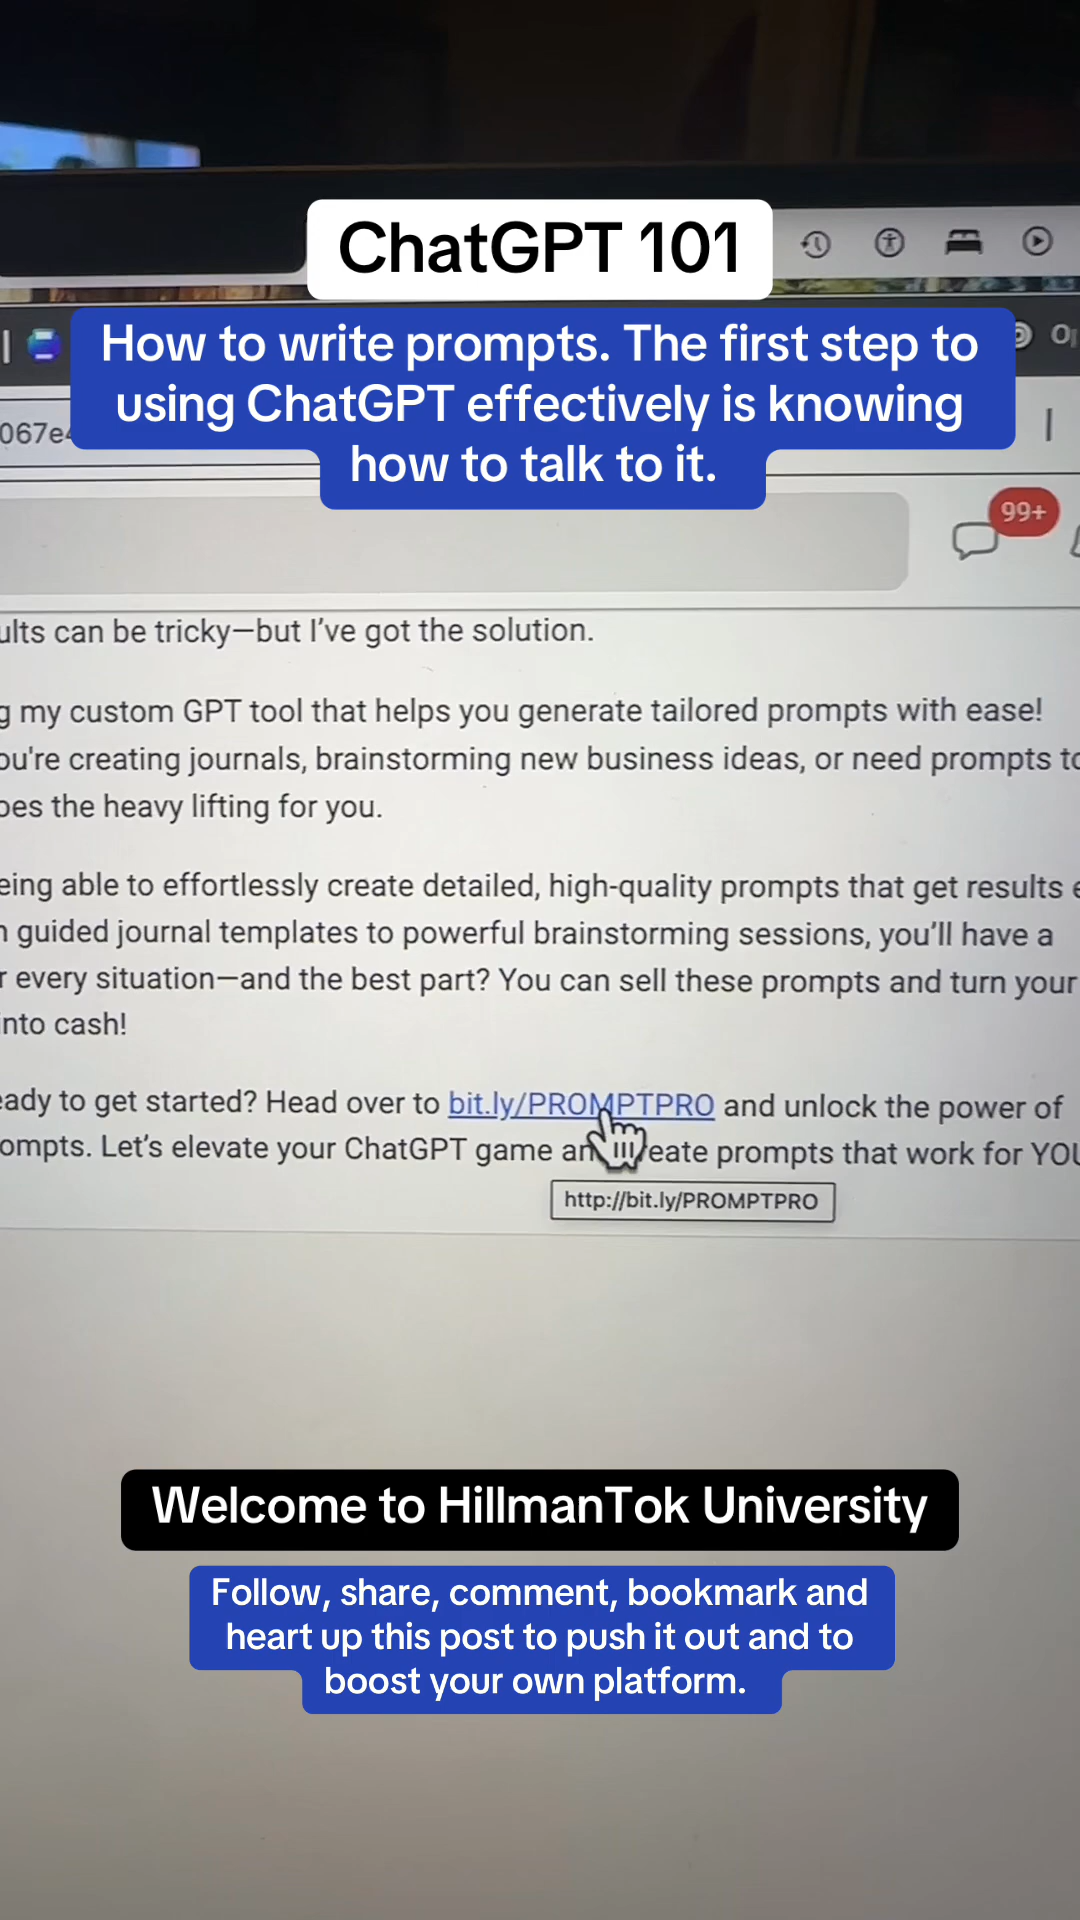 ChatGPT 101
How to write prompts. The first step to
using ChatGPT effectively is knowing
how to talk to it.
067e
99+
ults can be tricky—but I've got the solution.
g my custom GPT tool that helps you generate tailored prompts with ease!
ou're creating journals, brainstorming new business ideas, or need prompts to
oes the heavy lifting for you.
eing able to effortlessly create detailed, high-quality prompts that get results e
n guided journal templates to powerful brainstorming sessions, you'll have a
r every situation—and the best part? You can sell these prompts and turn your
into cash!
eady to get started? Head over to bit.ly/PROMPTPRO and unlock the power of
ompts. Let's elevate your ChatGPT game an reate prompts that work for YOU
http://bit.ly/PROMPTPRO
Welcome to HillmanTok University
Follow, share, comment, bookmark and
heart up this post to push it out and to
boost your own platform.